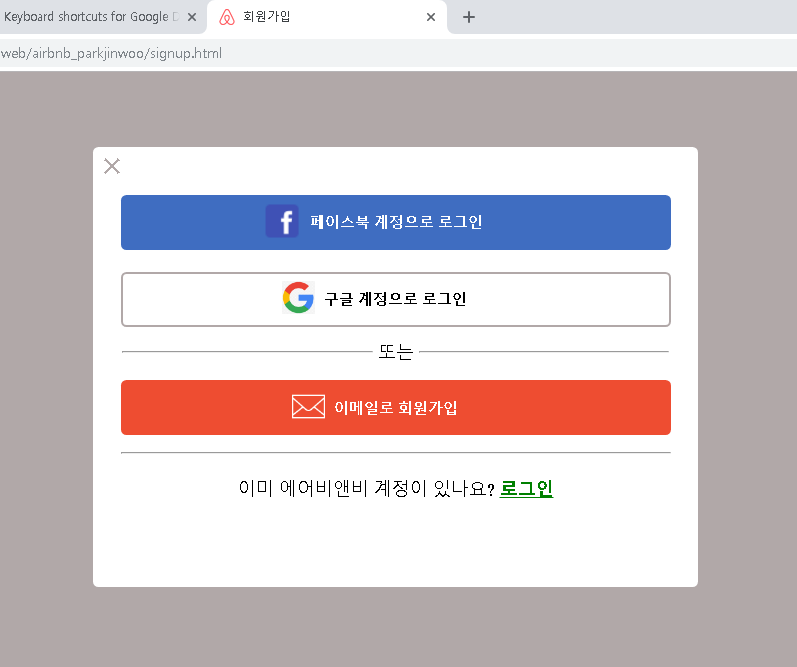 Keyboard shortcuts for Google
회원가입
web/airbnb_parkjinwoo/signup.html
페이스북 계정으로 로그인
구글 계정으로 로그인
또는
이메일로 회원가입
이미 에어비앤비 계정이 있나요? 로그인